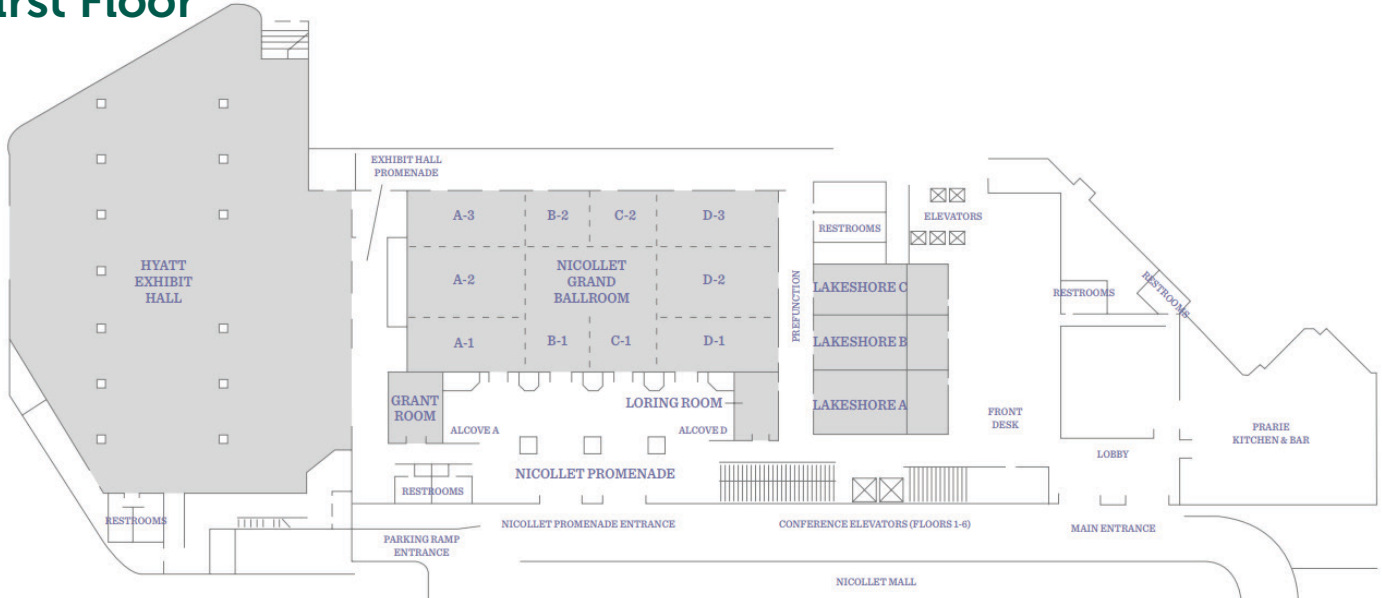 First Floor
EXHIBIT HALL
PROMENADE
A-3
B-2
C-2
D-3
RESTROOMS
ELEVATORS
HYATT
EXHIBIT
HALL
A-2
NICOLLET
GRAND
BALLROOM
D-2
PREFUNCTION
LAKESHORE C
RESTROOMS
RESTROOMS
A-1
B-1
C-1
D-1
LAKESHORE B
GRANT
ROOM
LORING ROOM
LAKESHORE A
ALCOVE A
ALCOVE D
FRONT
DESK
PRARIE
KITCHEN & BAR
LOBBY
NICOLLET PROMENADE
RESTROOMS
RESTROOMS
NICOLLET PROMENADE ENTRANCE
CONFERENCE ELEVATORS (FLOORS 1-6)
MAIN ENTRANCE
PARKING RAMP
ENTRANCE
NICOLLET MALL